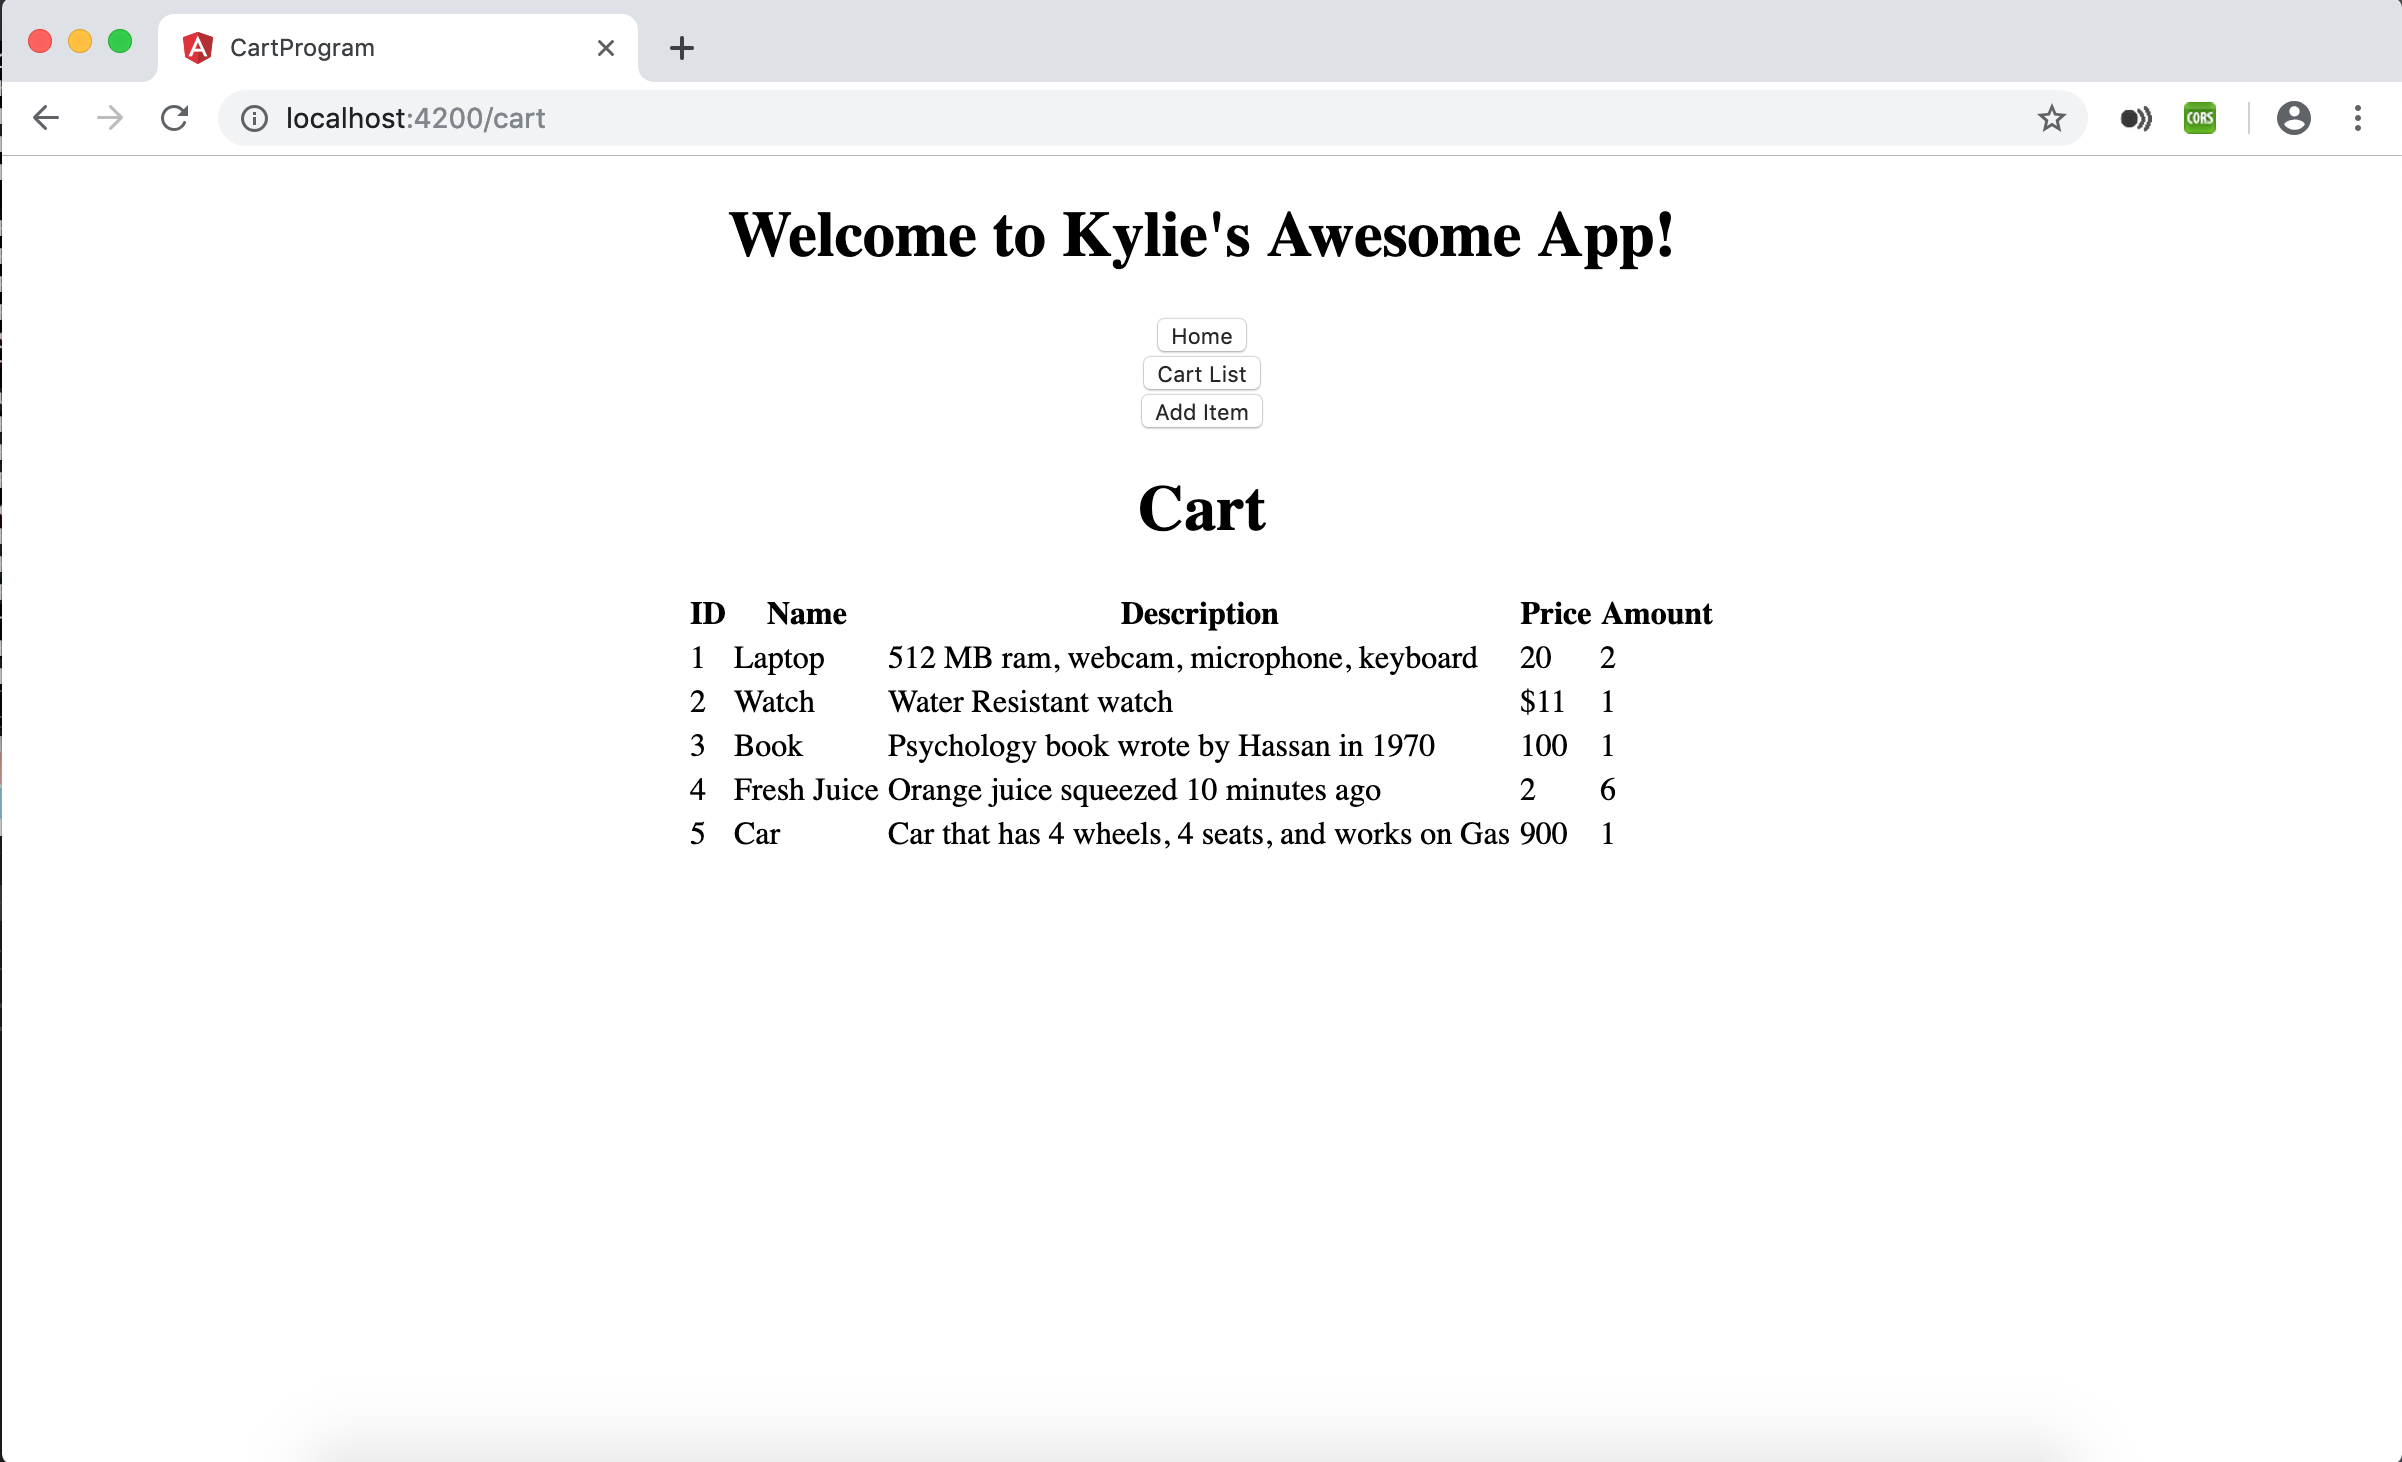 CartProgram
localhost:4200/cart
CORS
Welcome to Kylie's Awesome App!
Home
Cart List
Add Item
Cart
ID Name Description Price Amount
1 Laptop 512 MB ram, webcam, microphone, keyboard 20 2
2 Watch Water Resistant watch $11 1
3 Book Psychology book wrote by Hassan in 1970 100 1
4 Fresh Juice Orange juice squeezed 10 minutes ago 2 6
5 Car Car that has 4 wheels, 4 seats, and works on Gas 900 1